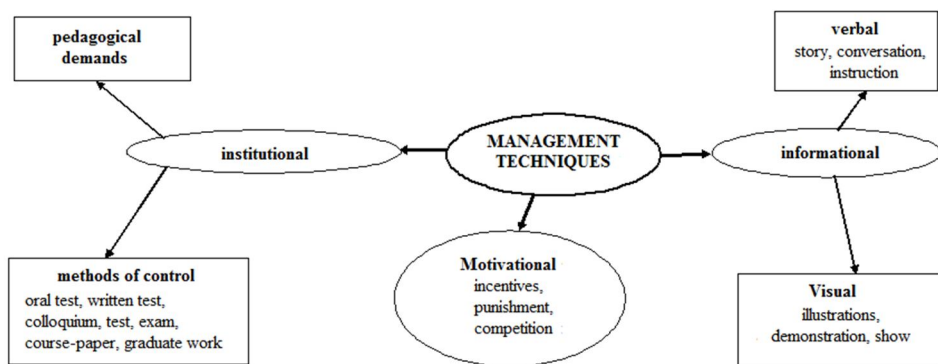 pedagogical
demands
verbal
story, conversation,
instruction
institutional
MANAGEMENT
TECHNIQUES
informational
methods of control
oral test, written test,
colloquium, test, exam,
course-paper, graduate work
Motivational
incentives,
punishment,
competition
Visual
illustrations,
demonstration, show